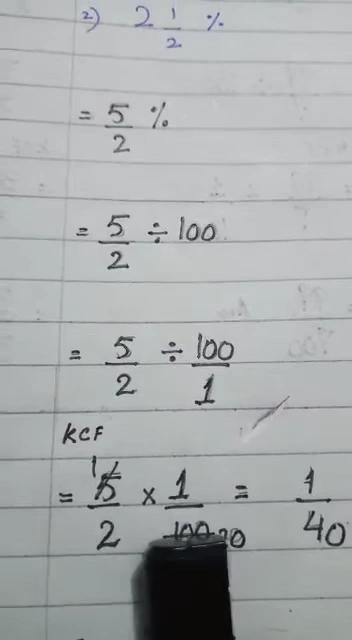 2) 2 1/2 %
= 5/2 %
= 5/2 ÷ 100
= 5/2 ÷ 100/1
KCF
= 1 5/2 × 1/100 20 = 1/40